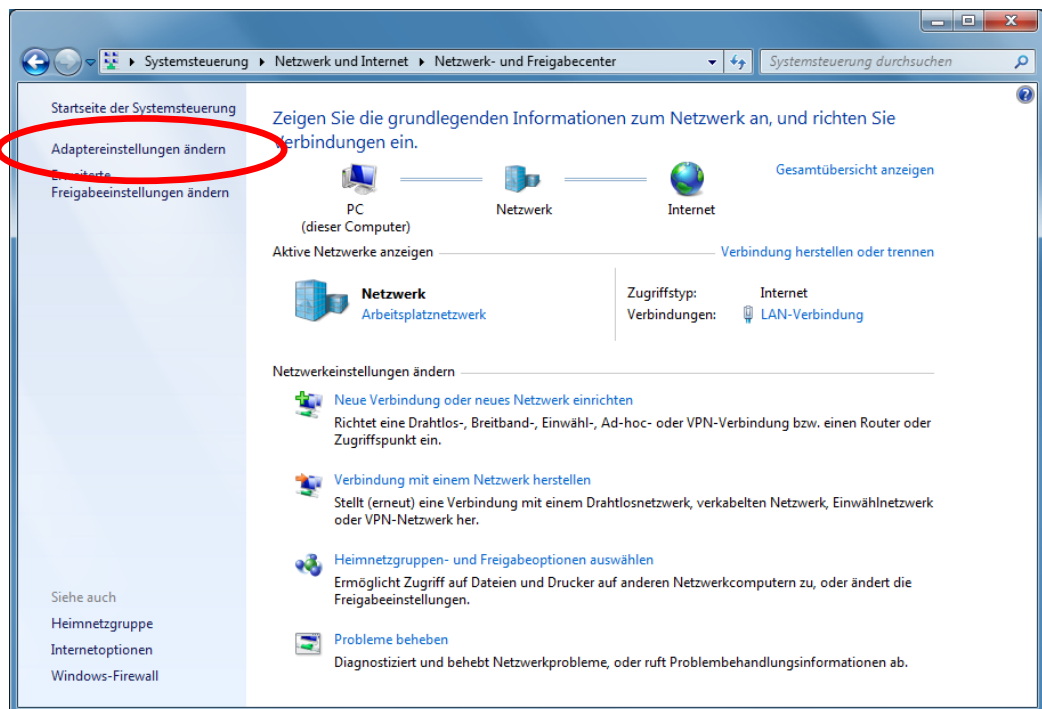 Systemsteuerung ▸ Netzwerk und Internet ▸ Netzwerk- und Freigabecenter
Systemsteuerung durchsuchen
Startseite der Systemsteuerung
Adaptereinstellungen ändern
Erweiterte
Freigabeeinstellungen ändern
Zeigen Sie die grundlegenden Informationen zum Netzwerk an, und richten Sie
Verbindungen ein.
Gesamtübersicht anzeigen
PC
(dieser Computer)
Netzwerk
Internet
Aktive Netzwerke anzeigen
Verbindung herstellen oder trennen
Netzwerk
Arbeitsplatznetzwerk
Zugriffstyp: Internet
Verbindungen: LAN-Verbindung
Netzwerkeinstellungen ändern
Neue Verbindung oder neues Netzwerk einrichten
Richtet eine Drahtlos-, Breitband-, Einwähl-, Ad-hoc- oder VPN-Verbindung bzw. einen Router oder
Zugriffspunkt ein.
Verbindung mit einem Netzwerk herstellen
Stellt (erneut) eine Verbindung mit einem Drahtlosnetzwerk, verkabelten Netzwerk, Einwählnetzwerk
oder VPN-Netzwerk her.
Heimnetzgruppen- und Freigabeoptionen auswählen
Ermöglicht Zugriff auf Dateien und Drucker auf anderen Netzwerkcomputern zu, oder ändert die
Freigabeeinstellungen.
Probleme beheben
Diagnostiziert und behebt Netzwerkprobleme, oder ruft Problembehandlungsinformationen ab.
Siehe auch
Heimnetzgruppe
Internetoptionen
Windows-Firewall